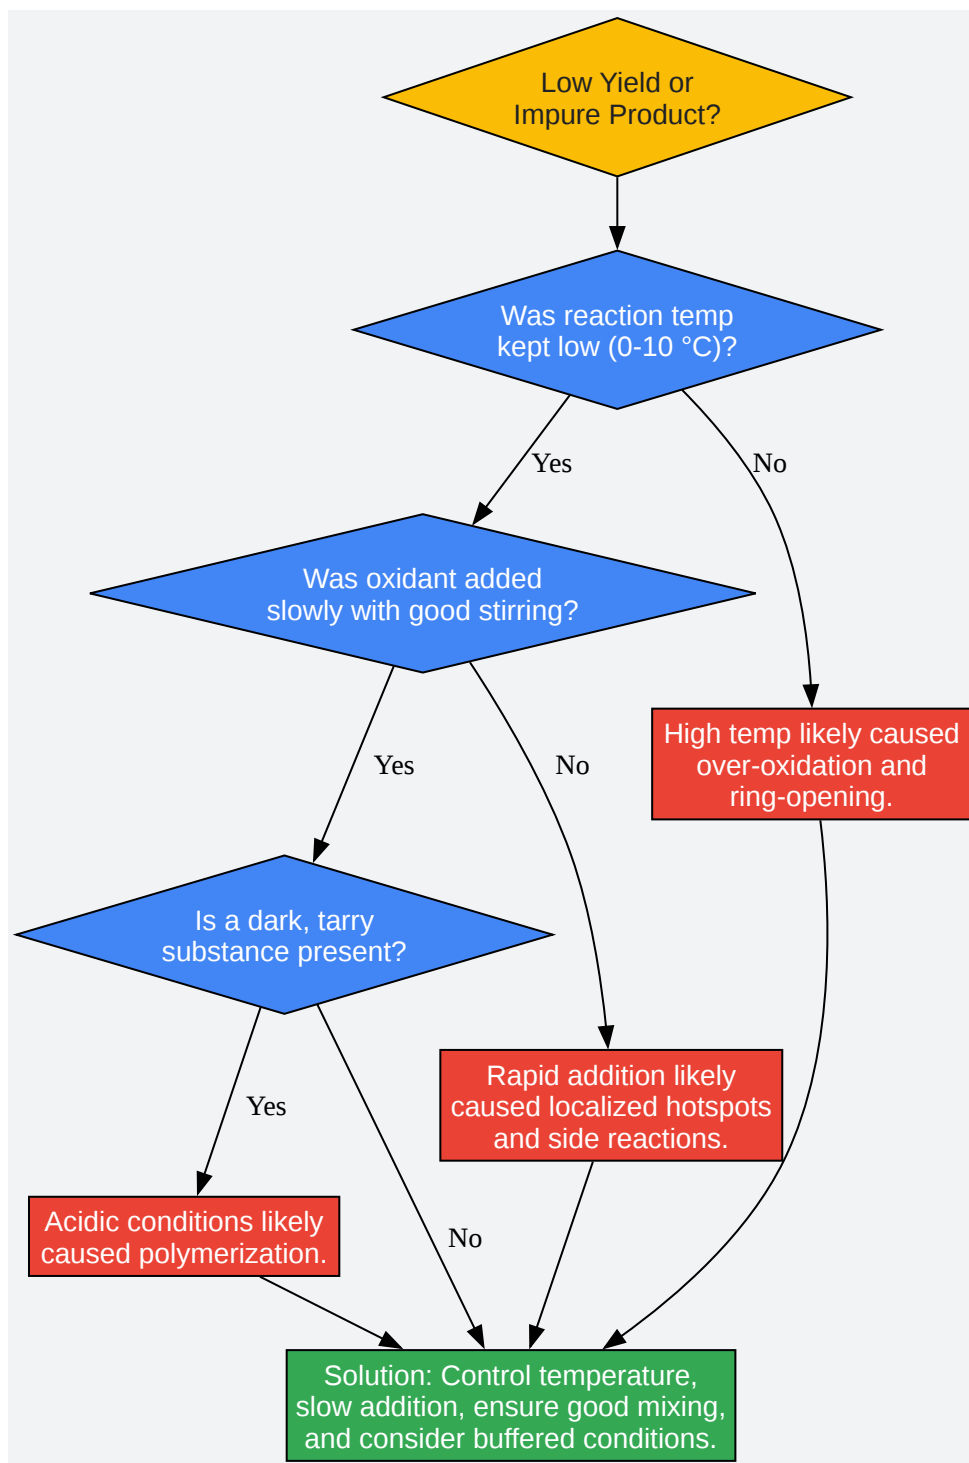 Low Yield or
Impure Product?
Was reaction temp
kept low (0-10 °C)?
Yes
No
Was oxidant added
slowly with good stirring?
High temp likely caused
over-oxidation and
ring-opening.
Yes
No
Is a dark, tarry
substance present?
Rapid addition likely
caused localized hotspots
and side reactions.
Yes
Acidic conditions likely
caused polymerization.
No
Solution: Control temperature,
slow addition, ensure good mixing,
and consider buffered conditions.